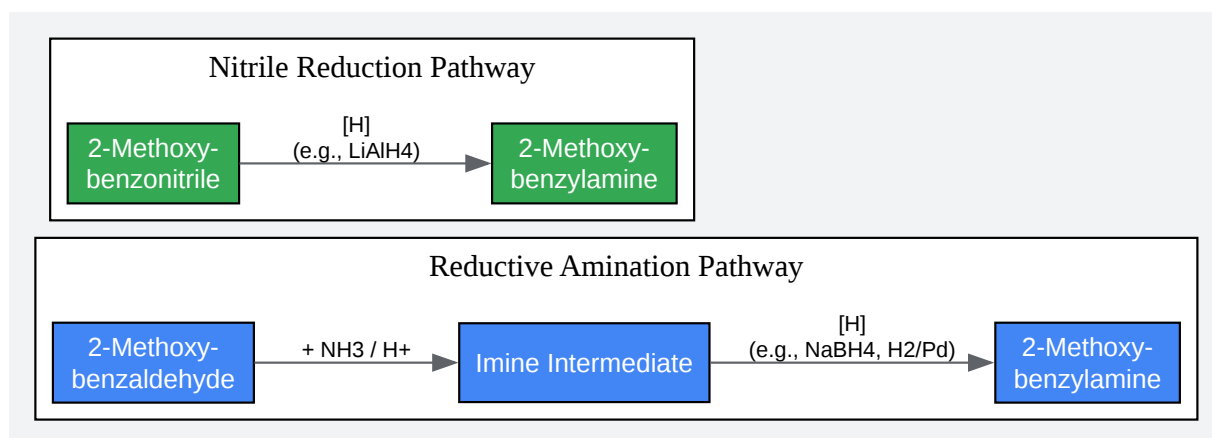 Nitrile Reduction Pathway
2-Methoxy-
benzonitrile
[H]
(e.g., LiAlH4)
2-Methoxy-
benzylamine
Reductive Amination Pathway
2-Methoxy-
benzaldehyde
+ NH3 / H+
Imine Intermediate
[H]
(e.g., NaBH4, H2/Pd)
2-Methoxy-
benzylamine